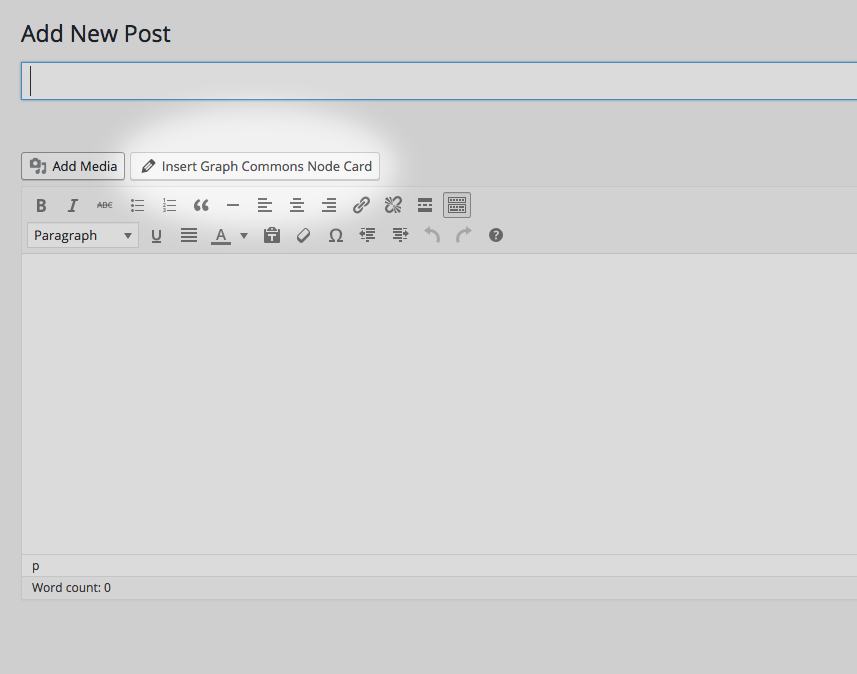 Add New Post
Add Media Insert Graph Commons Node Card
B I ABC
Paragraph U A
p
Word count: 0